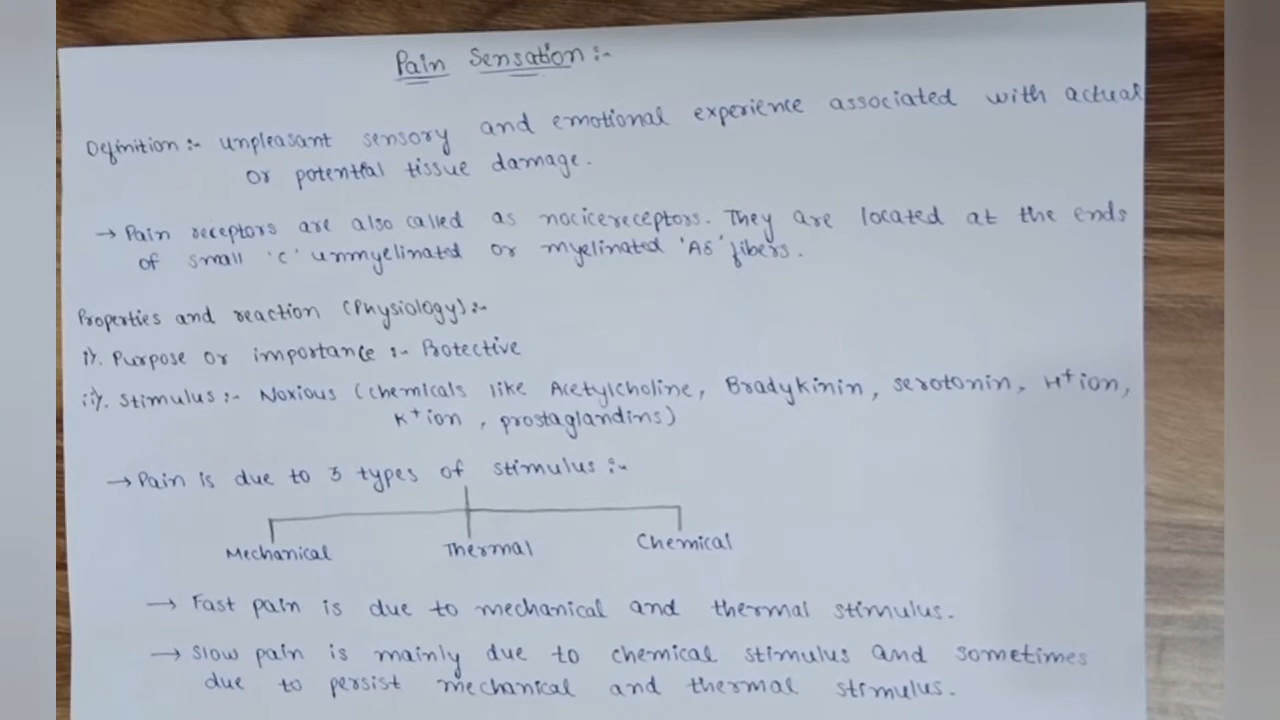 Pain Sensation :-
Definition :- unpleasant sensory and emotional experience associated with actual
or potential tissue damage.
→ Pain receptors are also called as nocicereceptors. They are located at the ends
of small 'c' unmyelinated or myelinated 'Aδ' fibers.
Properties and reaction (Physiology) :-
i). Purpose or importance :- Protective
ii). Stimulus :- Noxious (chemicals like Acetylcholine, Bradykinin, serotonin, H⁺ion,
K⁺ion, prostaglandins)
→ Pain is due to 3 types of stimulus :-
Mechanical Thermal Chemical
→ Fast pain is due to mechanical and thermal stimulus.
→ Slow pain is mainly due to chemical stimulus and sometimes
due to persist mechanical and thermal stimulus.